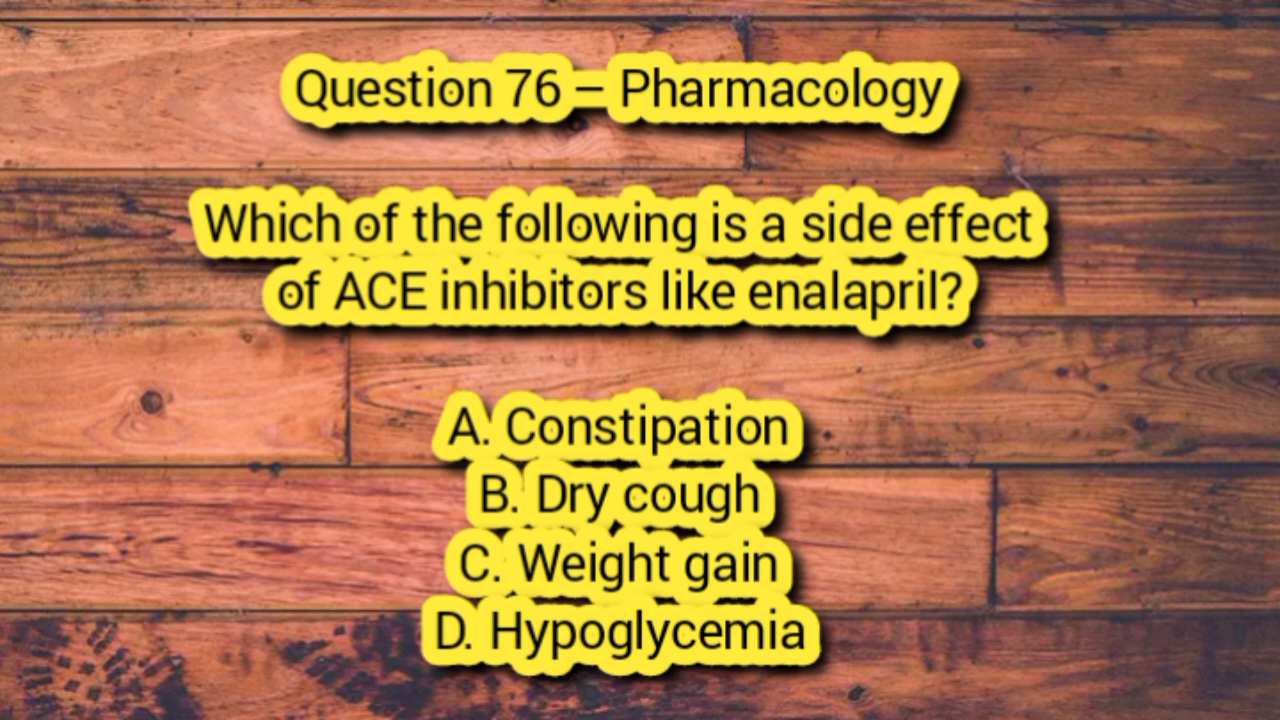 Question 76 – Pharmacology
Which of the following is a side effect
of ACE inhibitors like enalapril?
A. Constipation
B. Dry cough
C. Weight gain
D. Hypoglycemia